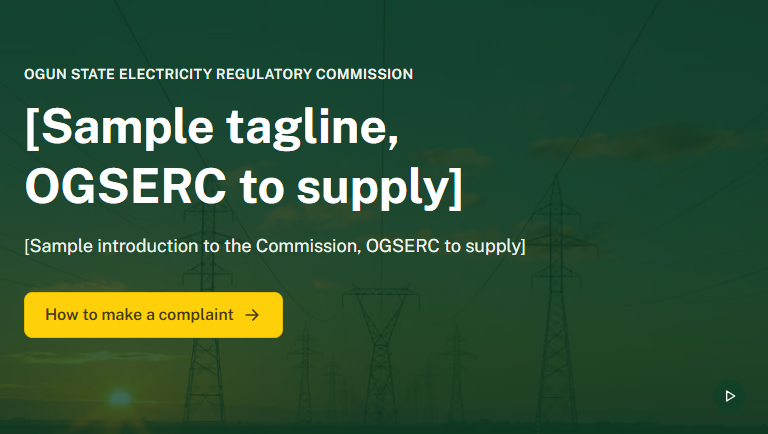 OGUN STATE ELECTRICITY REGULATORY COMMISSION
[Sample tagline,
OGSERC to supply]
[Sample introduction to the Commission, OGSERC to supply]
How to make a complaint →